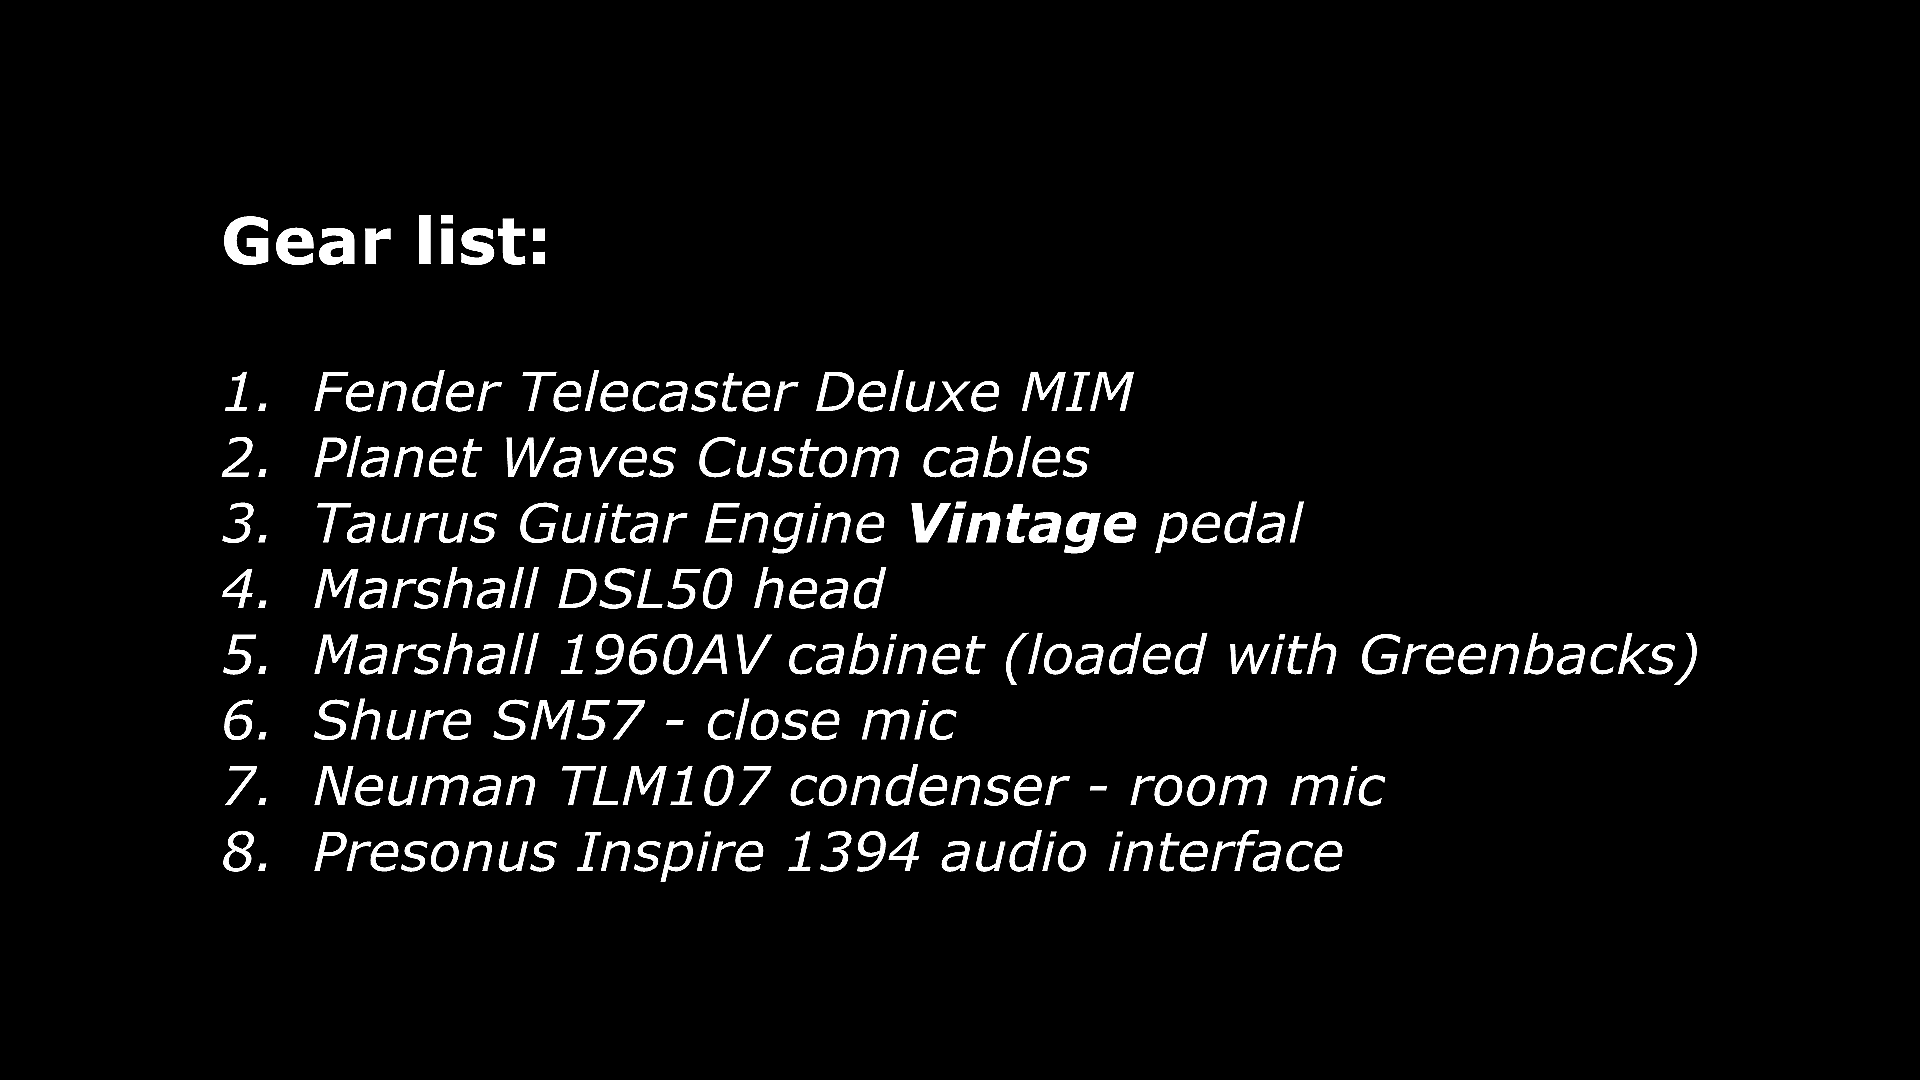 Gear list:
1. Fender Telecaster Deluxe MIM
2. Planet Waves Custom cables
3. Taurus Guitar Engine Vintage pedal
4. Marshall DSL50 head
5. Marshall 1960AV cabinet (loaded with Greenbacks)
6. Shure SM57 - close mic
7. Neuman TLM107 condenser - room mic
8. Presonus Inspire 1394 audio interface